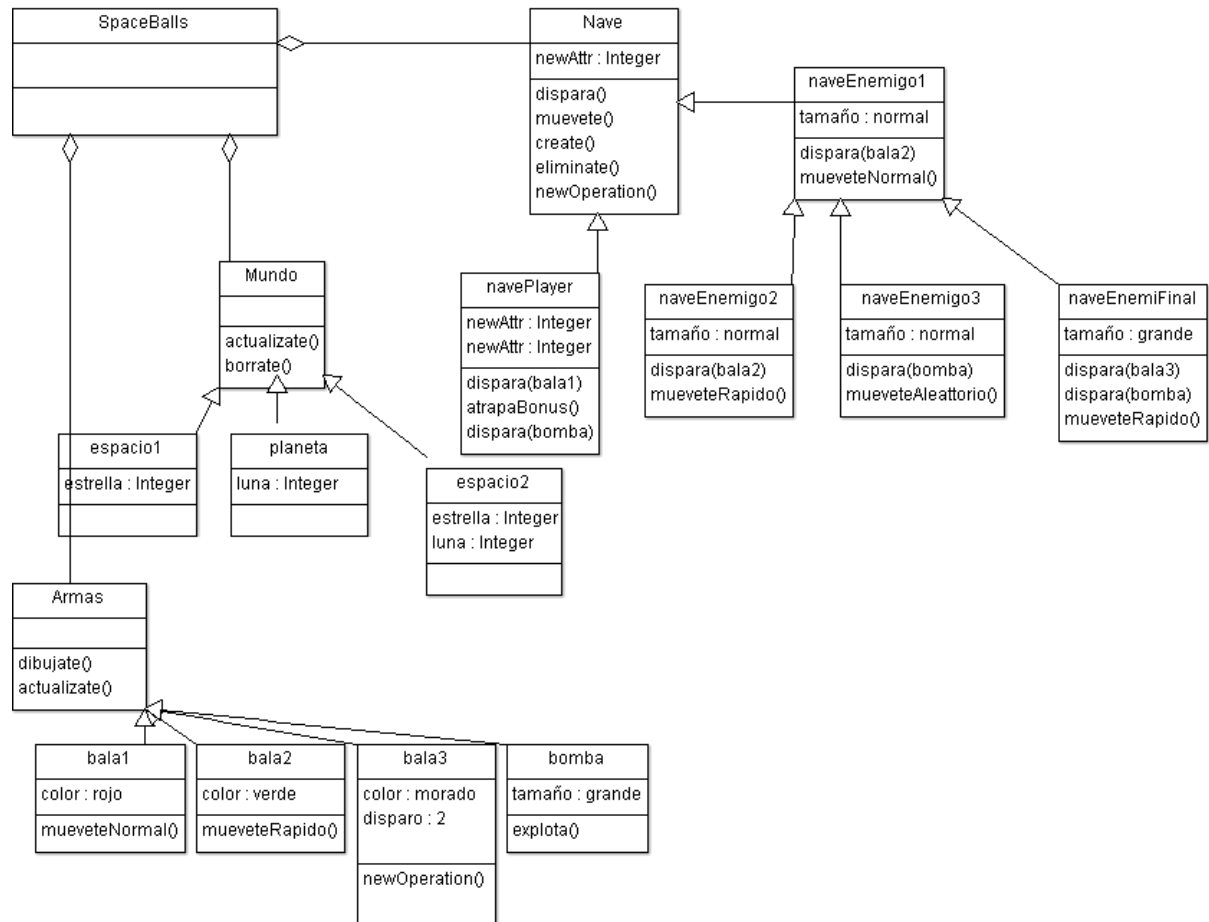 SpaceBalls
Nave
newAttr : Integer
dispara()
muevete()
create()
eliminate()
newOperation()
naveEnemigo1
tamaño : normal
dispara(bala2)
mueveteNormal()
Mundo
actualizate()
borrate()
navePlayer
newAttr : Integer
newAttr : Integer
dispara(bala1)
atrapaBonus()
dispara(bomba)
naveEnemigo2
tamaño : normal
dispara(bala2)
mueveteRapido()
naveEnemigo3
tamaño : normal
dispara(bomba)
mueveteAleattorio()
naveEnemiFinal
tamaño : grande
dispara(bala3)
dispara(bomba)
mueveteRapido()
espacio1
estrella : Integer
planeta
luna : Integer
espacio2
estrella : Integer
luna : Integer
Armas
dibujate()
actualizate()
bala1
color : rojo
mueveteNormal()
bala2
color : verde
mueveteRapido()
bala3
color : morado
disparo : 2
newOperation()
bomba
tamaño : grande
explota()